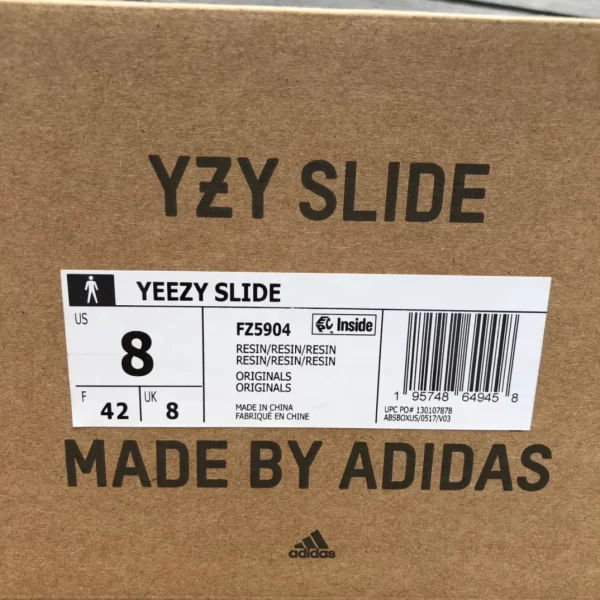 YZY SLIDE
YEEZY SLIDE
US
8
F
42
UK
8
FZ5904
Inside
RESIN/RESIN/RESIN
RESIN/RESIN/RESIN
ORIGINALS
ORIGINALS
MADE IN CHINA
FABRIQUÉ EN CHINE
1 95748 64945 8
UPC PO# 130107878
ABSBOXUS/0517/V03
MADE BY ADIDAS
adidas